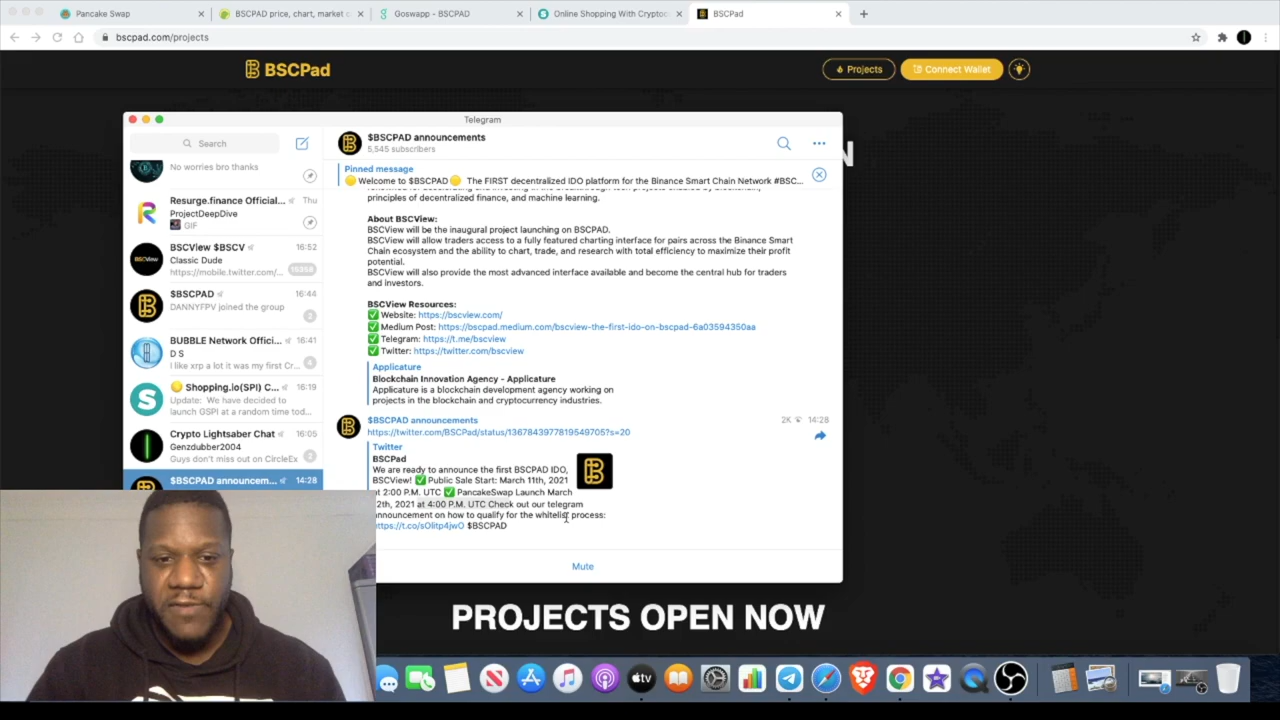 Pancake Swap
BSCPAD price, chart, market c
Goswapp - BSCPAD
Online Shopping With Cryptoc
BSCPad
bscpad.com/projects
BSCPad
Projects
Connect Wallet
Telegram
Search
No worries bro thanks
Resurge.finance Official... Thu
ProjectDeepDive
GIF
BSCView $BSCV 16:52
Classic Dude
https://mobile.twitter.com/...
$BSCPAD 16:44
DANNYFPV joined the group
3
BUBBLE Network Offici... 16:41
D S
I like xrp a lot it was my first Cr... 4
Shopping.io(SPI) C... 16:19
Update: We have decided to
launch GSPI at a random time tod...
Crypto Lightsaber Chat 16:05
Genzdubber2004
Guys don't miss out on CircleEx 2
$BSCPAD announcem... 14:28
$BSCPAD announcements
5,545 subscribers
Pinned message
🟡Welcome to $BSCPAD🟡 The FIRST decentralized IDO platform for the Binance Smart Chain Network #BSC...
principles of decentralized finance, and machine learning.
About BSCView:
BSCView will be the inaugural project launching on BSCPAD.
BSCView will allow traders access to a fully featured charting interface for pairs across the Binance Smart
Chain ecosystem and the ability to chart, trade, and research with total efficiency to maximize their profit
potential.
BSCView will also provide the most advanced interface available and become the central hub for traders
and investors.
BSCView Resources:
✅ Website: https://bscview.com/
✅ Medium Post: https://bscpad.medium.com/bscview-the-first-ido-on-bscpad-6a03594350aa
✅ Telegram: https://t.me/bscview
✅ Twitter: https://twitter.com/bscview
Applicature
Blockchain Innovation Agency - Applicature
Applicature is a blockchain development agency working on
projects in the blockchain and cryptocurrency industries.
$BSCPAD announcements 2K 14:28
https://twitter.com/BSCPad/status/1367843977819549705?s=20
Twitter
BSCPad
We are ready to announce the first BSCPAD IDO,
BSCView! ✅ Public Sale Start: March 11th, 2021
at 2:00 P.M. UTC ✅ PancakeSwap Launch March
2th, 2021 at 4:00 P.M. UTC Check out our telegram
announcement on how to qualify for the whitelist process:
https://t.co/sOlitp4jwO $BSCPAD
Mute
N
PROJECTS OPEN NOW
tv